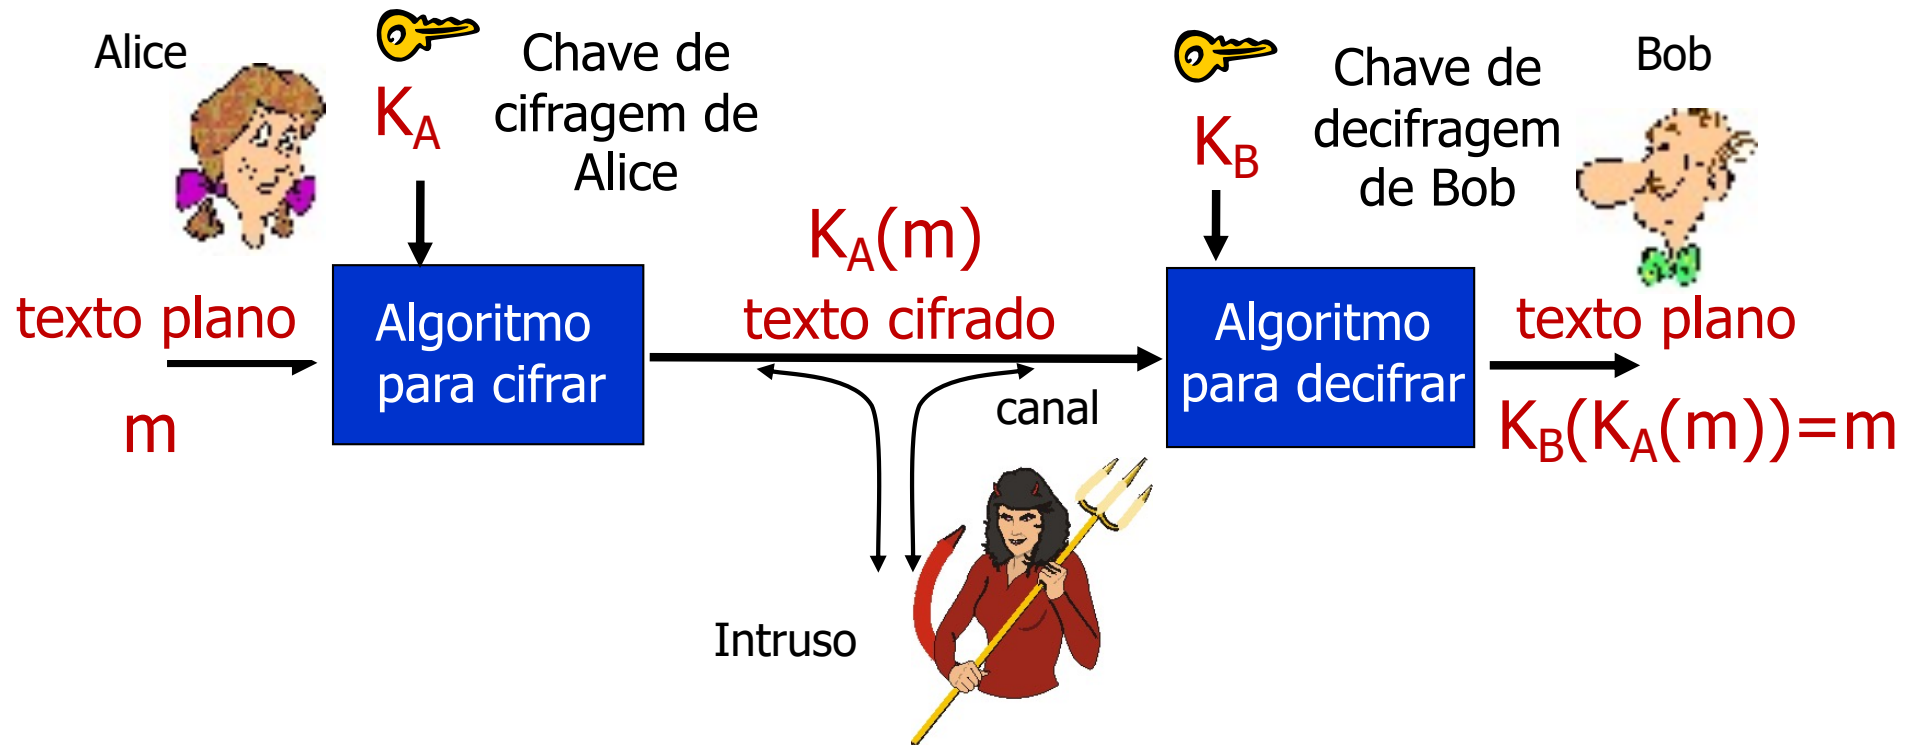 Alice
Chave de
cifragem de
Alice
K_A
Chave de
decifragem
de Bob
K_B
Bob
K_A(m)
texto plano
m
Algoritmo
para cifrar
texto cifrado
canal
Algoritmo
para decifrar
texto plano
K_B(K_A(m))=m
Intruso